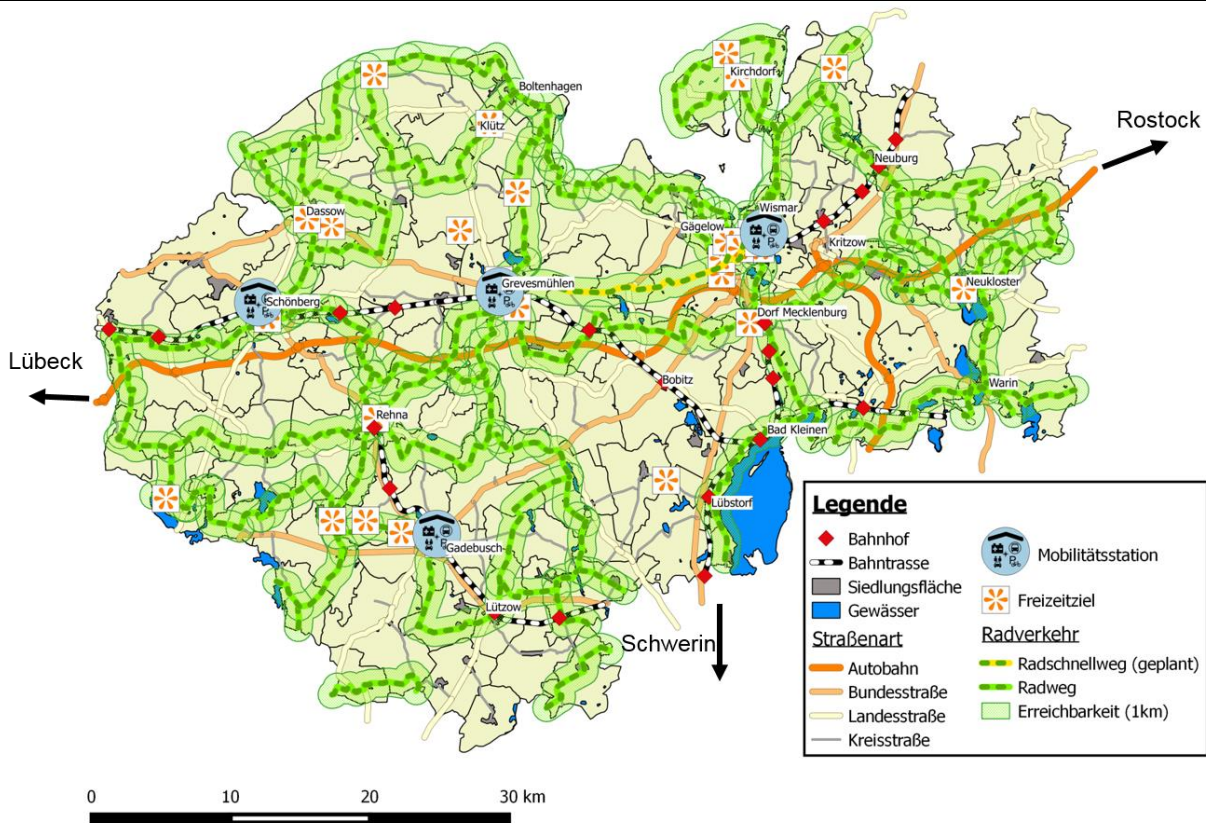 Boltenhagen
Kirchdorf
Klütz
Rostock
Neuburg
Dassow
Wismar
Gägelow
Kritzow
Grevesmühlen
Neukloster
Schönberg
Dorf Mecklenburg
Lübeck
Bobitz
Warin
Rehna
Bad Kleinen
Lübstorf
Gadebusch
Lützow
Schwerin
Legende
Bahnhof
Bahntrasse
Siedlungsfläche
Gewässer
Straßenart
Autobahn
Bundesstraße
Landesstraße
Kreisstraße
Mobilitätsstation
Freizeitziel
Radverkehr
Radschnellweg (geplant)
Radweg
Erreichbarkeit (1km)
0 10 20 30 km